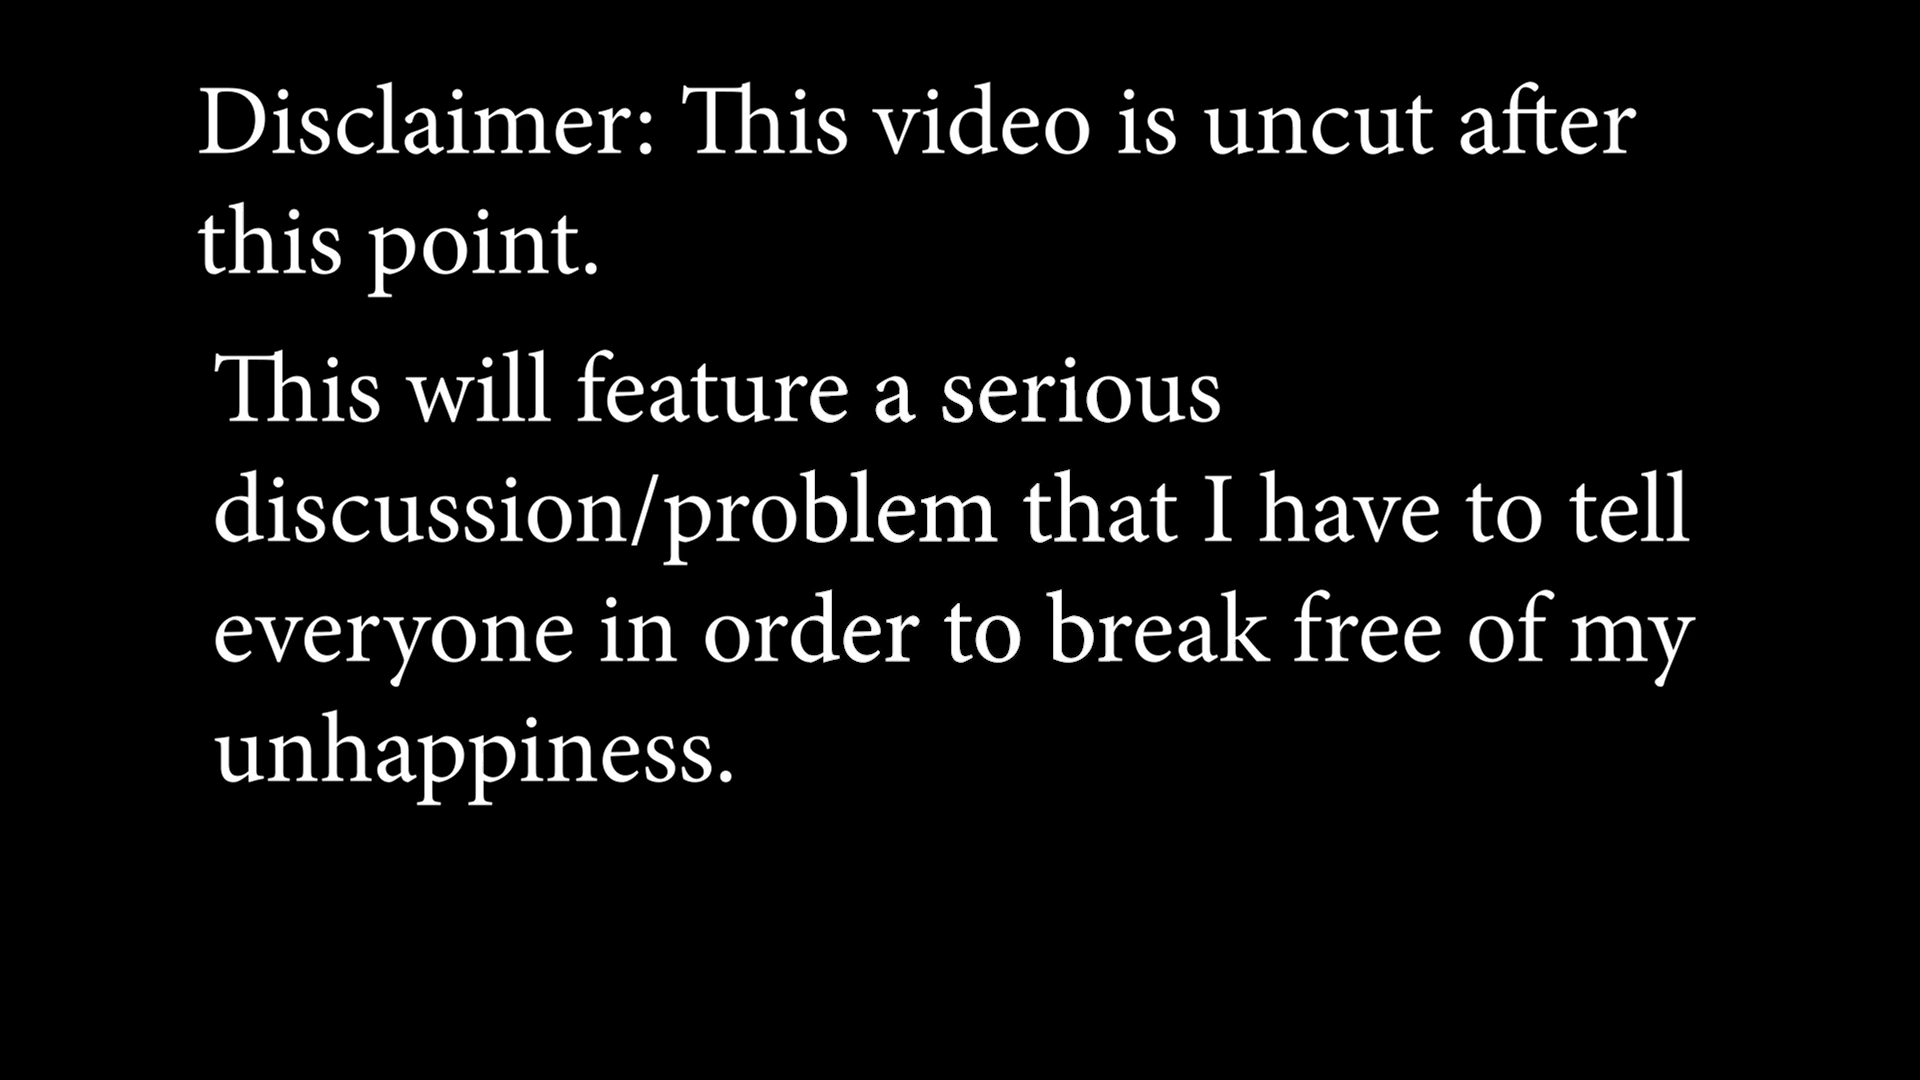 Disclaimer: This video is uncut after
this point.
This will feature a serious
discussion/problem that I have to tell
everyone in order to break free of my
unhappiness.